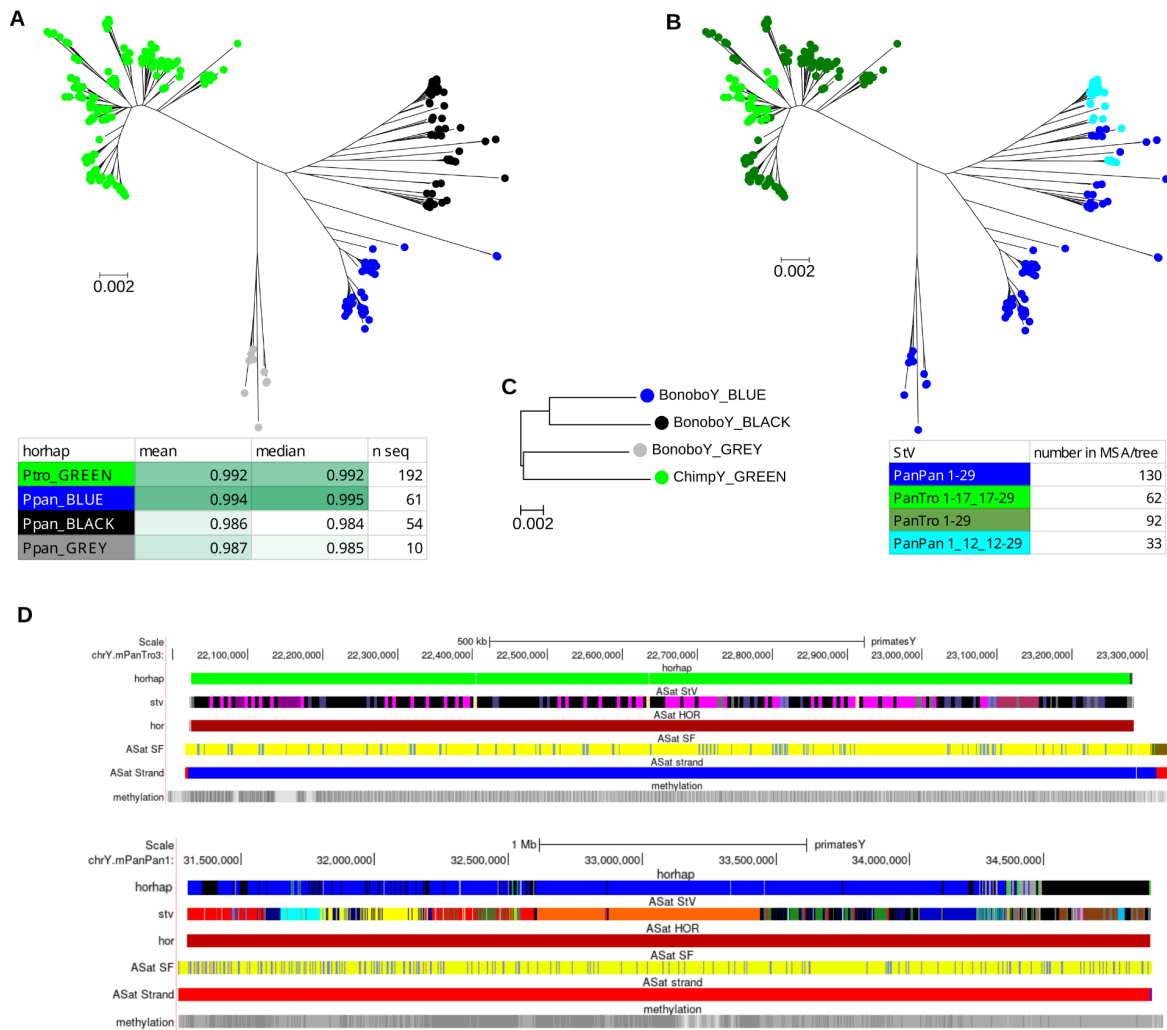 A
B
0.002
0.002
C
BonoboY_BLUE
BonoboY_BLACK
BonoboY_GREY
ChimpY_GREEN
0.002
horhap mean median n seq
Ptro_GREEN 0.992 0.992 192
Ppan_BLUE 0.994 0.995 61
Ppan_BLACK 0.986 0.984 54
Ppan_GREY 0.987 0.985 10
StV number in MSA/tree
PanPan 1-29 130
PanTro 1-17_17-29 62
PanTro 1-29 92
PanPan 1_12_12-29 33
D
Scale 500 kb primatesY
chrY.mPanTro3: 22,100,000 22,200,000 22,300,000 22,400,000 22,500,000 22,600,000 22,700,000 22,800,000 22,900,000 23,000,000 23,100,000 23,200,000 23,300,000
horhap
horhap
ASat StV
stv
ASat HOR
hor
ASat SF
ASat SF
ASat strand
ASat Strand
methylation
methylation
Scale 1 Mb primatesY
chrY.mPanPan1: 31,500,000 32,000,000 32,500,000 33,000,000 33,500,000 34,000,000 34,500,000
horhap
horhap
ASat StV
stv
ASat HOR
hor
ASat SF
ASat SF
ASat strand
ASat Strand
methylation
methylation